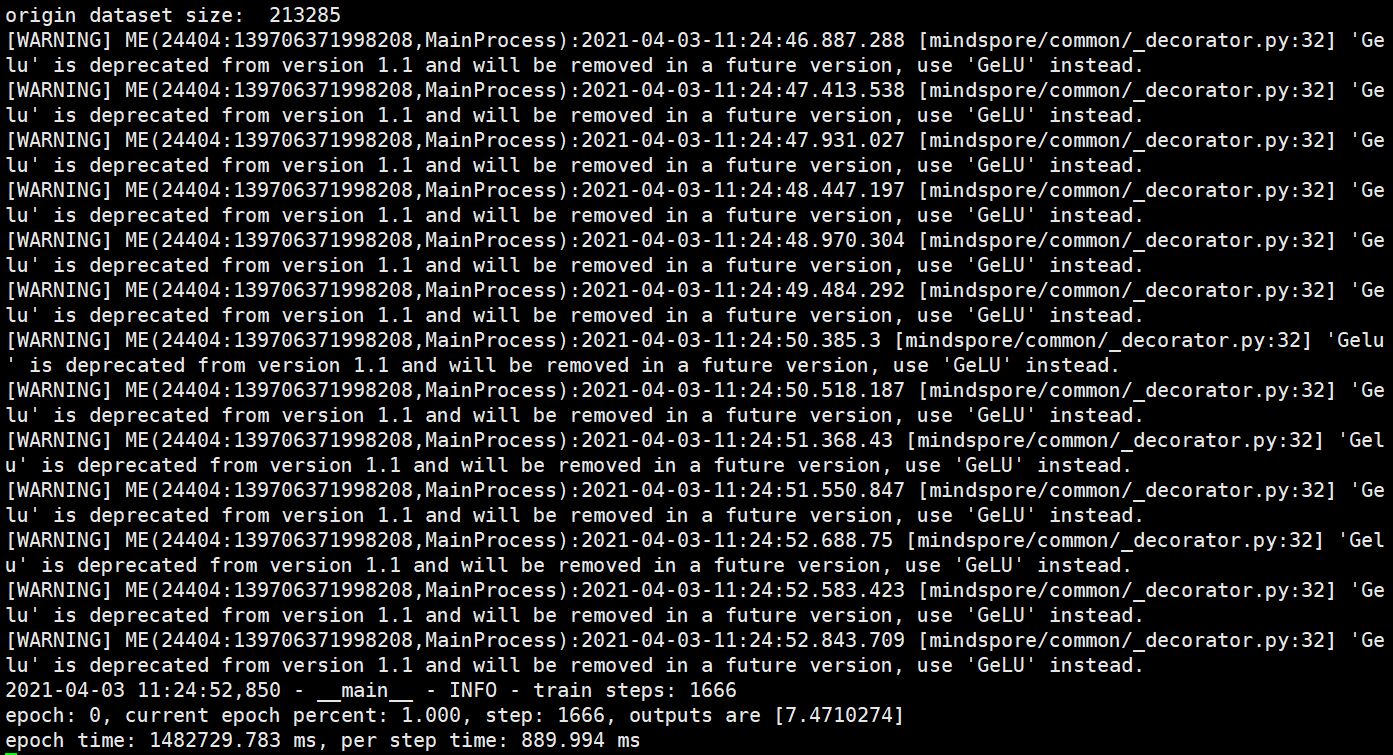 origin dataset size:  213285
[WARNING] ME(24404:139706371998208,MainProcess):2021-04-03-11:24:46.887.288 [mindspore/common/_decorator.py:32] 'Ge
lu' is deprecated from version 1.1 and will be removed in a future version, use 'GeLU' instead.
[WARNING] ME(24404:139706371998208,MainProcess):2021-04-03-11:24:47.413.538 [mindspore/common/_decorator.py:32] 'Ge
lu' is deprecated from version 1.1 and will be removed in a future version, use 'GeLU' instead.
[WARNING] ME(24404:139706371998208,MainProcess):2021-04-03-11:24:47.931.027 [mindspore/common/_decorator.py:32] 'Ge
lu' is deprecated from version 1.1 and will be removed in a future version, use 'GeLU' instead.
[WARNING] ME(24404:139706371998208,MainProcess):2021-04-03-11:24:48.447.197 [mindspore/common/_decorator.py:32] 'Ge
lu' is deprecated from version 1.1 and will be removed in a future version, use 'GeLU' instead.
[WARNING] ME(24404:139706371998208,MainProcess):2021-04-03-11:24:48.970.304 [mindspore/common/_decorator.py:32] 'Ge
lu' is deprecated from version 1.1 and will be removed in a future version, use 'GeLU' instead.
[WARNING] ME(24404:139706371998208,MainProcess):2021-04-03-11:24:49.484.292 [mindspore/common/_decorator.py:32] 'Ge
lu' is deprecated from version 1.1 and will be removed in a future version, use 'GeLU' instead.
[WARNING] ME(24404:139706371998208,MainProcess):2021-04-03-11:24:50.385.3 [mindspore/common/_decorator.py:32] 'Gelu
' is deprecated from version 1.1 and will be removed in a future version, use 'GeLU' instead.
[WARNING] ME(24404:139706371998208,MainProcess):2021-04-03-11:24:50.518.187 [mindspore/common/_decorator.py:32] 'Ge
lu' is deprecated from version 1.1 and will be removed in a future version, use 'GeLU' instead.
[WARNING] ME(24404:139706371998208,MainProcess):2021-04-03-11:24:51.368.43 [mindspore/common/_decorator.py:32] 'Gel
u' is deprecated from version 1.1 and will be removed in a future version, use 'GeLU' instead.
[WARNING] ME(24404:139706371998208,MainProcess):2021-04-03-11:24:51.550.847 [mindspore/common/_decorator.py:32] 'Ge
lu' is deprecated from version 1.1 and will be removed in a future version, use 'GeLU' instead.
[WARNING] ME(24404:139706371998208,MainProcess):2021-04-03-11:24:52.688.75 [mindspore/common/_decorator.py:32] 'Gel
u' is deprecated from version 1.1 and will be removed in a future version, use 'GeLU' instead.
[WARNING] ME(24404:139706371998208,MainProcess):2021-04-03-11:24:52.583.423 [mindspore/common/_decorator.py:32] 'Ge
lu' is deprecated from version 1.1 and will be removed in a future version, use 'GeLU' instead.
[WARNING] ME(24404:139706371998208,MainProcess):2021-04-03-11:24:52.843.709 [mindspore/common/_decorator.py:32] 'Ge
lu' is deprecated from version 1.1 and will be removed in a future version, use 'GeLU' instead.
2021-04-03 11:24:52,850 - __main__ - INFO - train steps: 1666
epoch: 0, current epoch percent: 1.000, step: 1666, outputs are [7.4710274]
epoch time: 1482729.783 ms, per step time: 889.994 ms